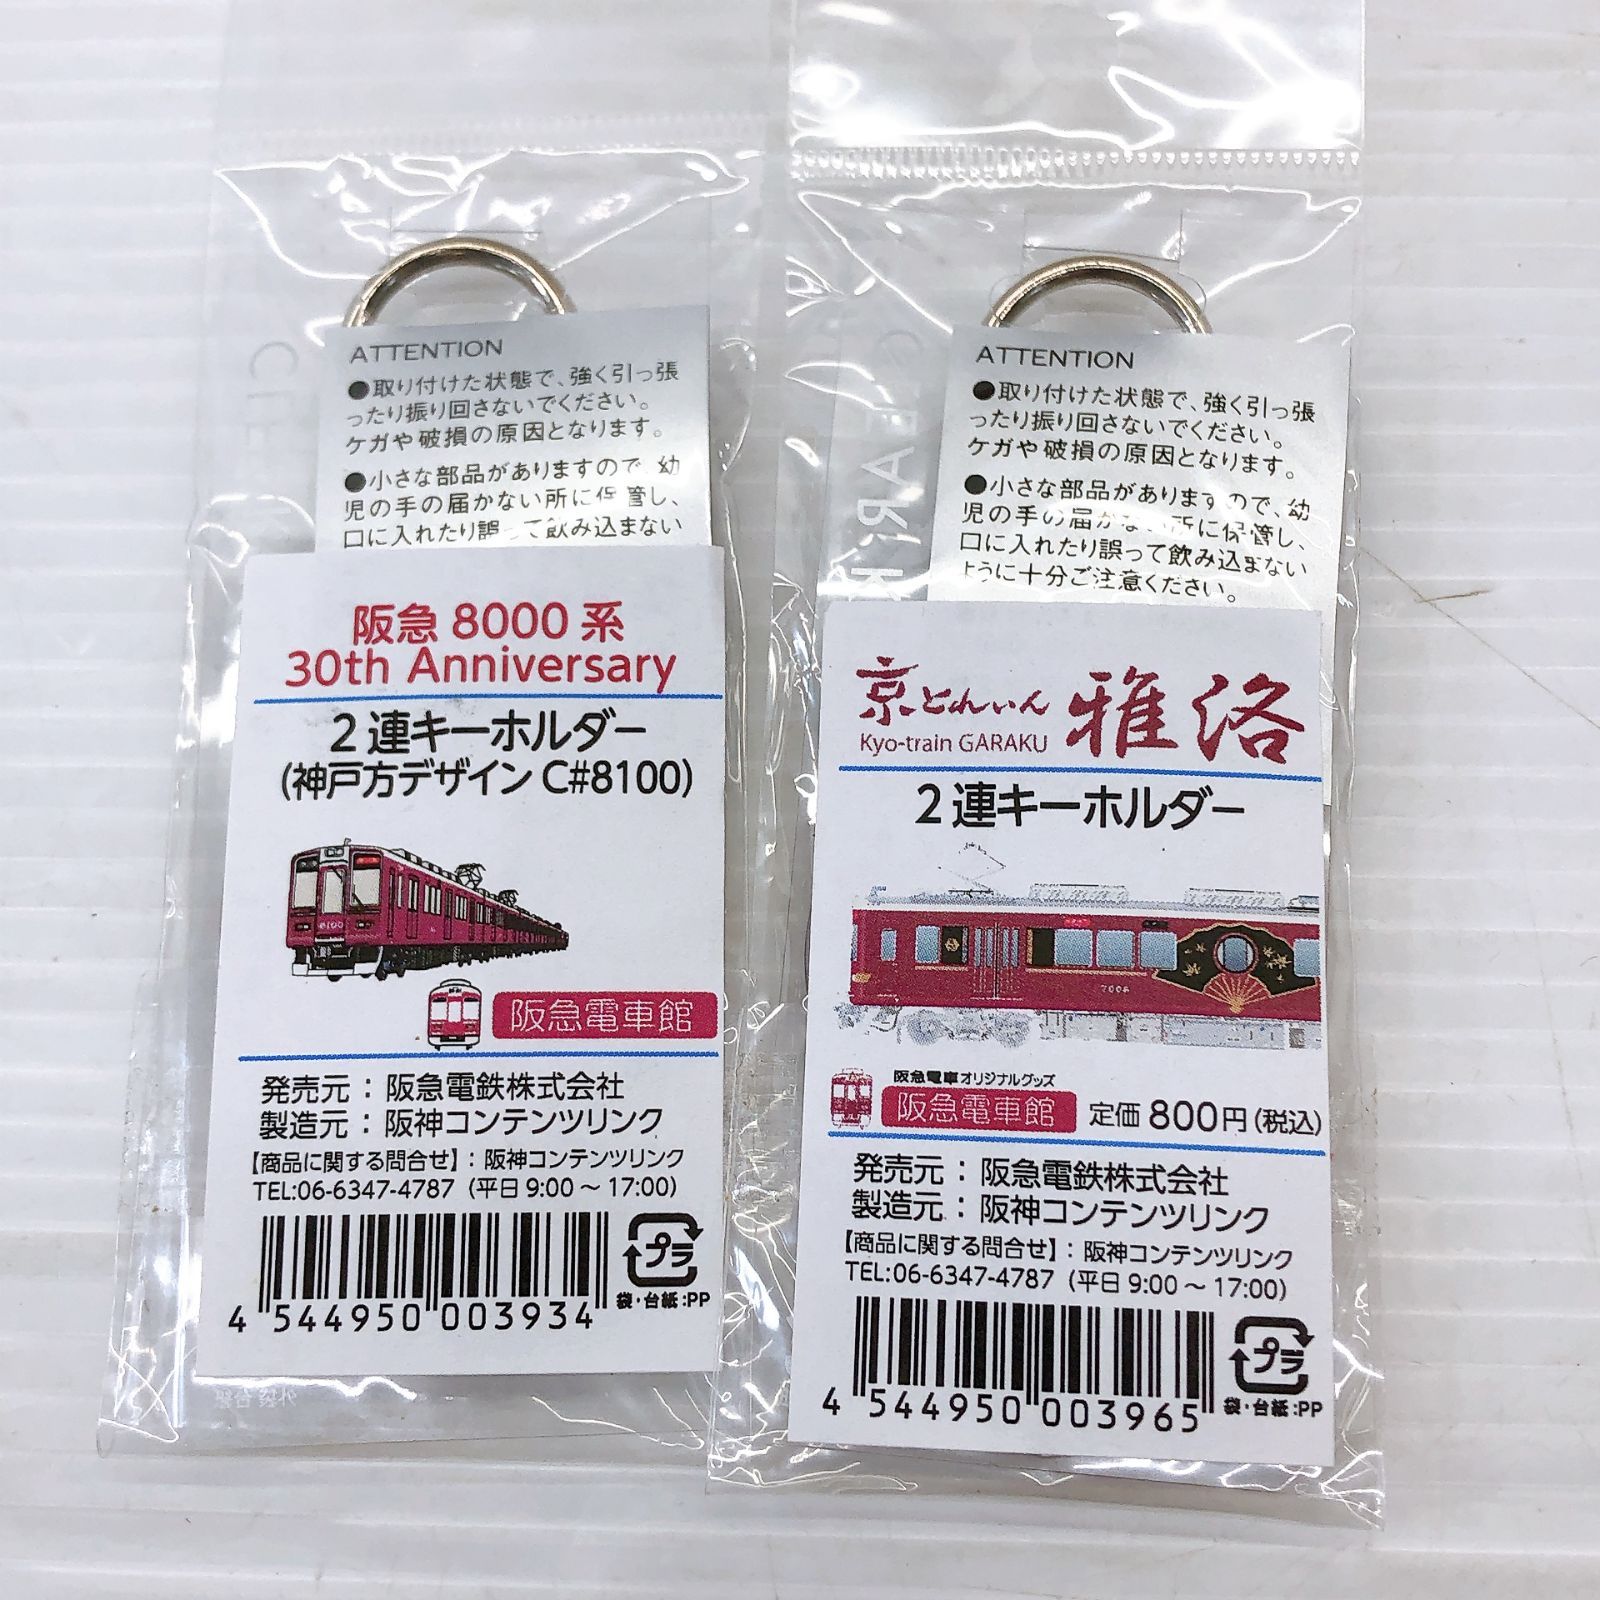 ATTENTION
●取り付けた状態で、強く引っ張
ったり振り回さないでください。
ケガや破損の原因となります。
●小さな部品がありますので、幼
児の手の届かない所に保管し、
口に入れたり誤って飲み込まない
阪急 8000 系
30th Anniversary
2 連キーホルダー
(神戸方デザイン C#8100)
8100
阪急電車館
発売元：阪急電鉄株式会社
製造元：阪神コンテンツリンク
【商品に関する問合せ】：阪神コンテンツリンク
TEL:06-6347-4787（平日 9:00 ～ 17:00）
4 544950 003934
プラ
袋・台紙:PP
ATTENTION
●取り付けた状態で、強く引っ張
ったり振り回さないでください。
ケガや破損の原因となります。
●小さな部品がありますので、幼
児の手の届かない所に保管し、
口に入れたり誤って飲み込まない
ように十分ご注意ください。
京とれいん 雅洛
Kyo-train GARAKU
2 連キーホルダー
7006
阪急電車オリジナルグッズ
阪急電車館 定価 800円(税込)
発売元：阪急電鉄株式会社
製造元：阪神コンテンツリンク
【商品に関する問合せ】：阪神コンテンツリンク
TEL:06-6347-4787（平日 9:00 ～ 17:00）
4 544950 003965
プラ
袋・台紙:PP